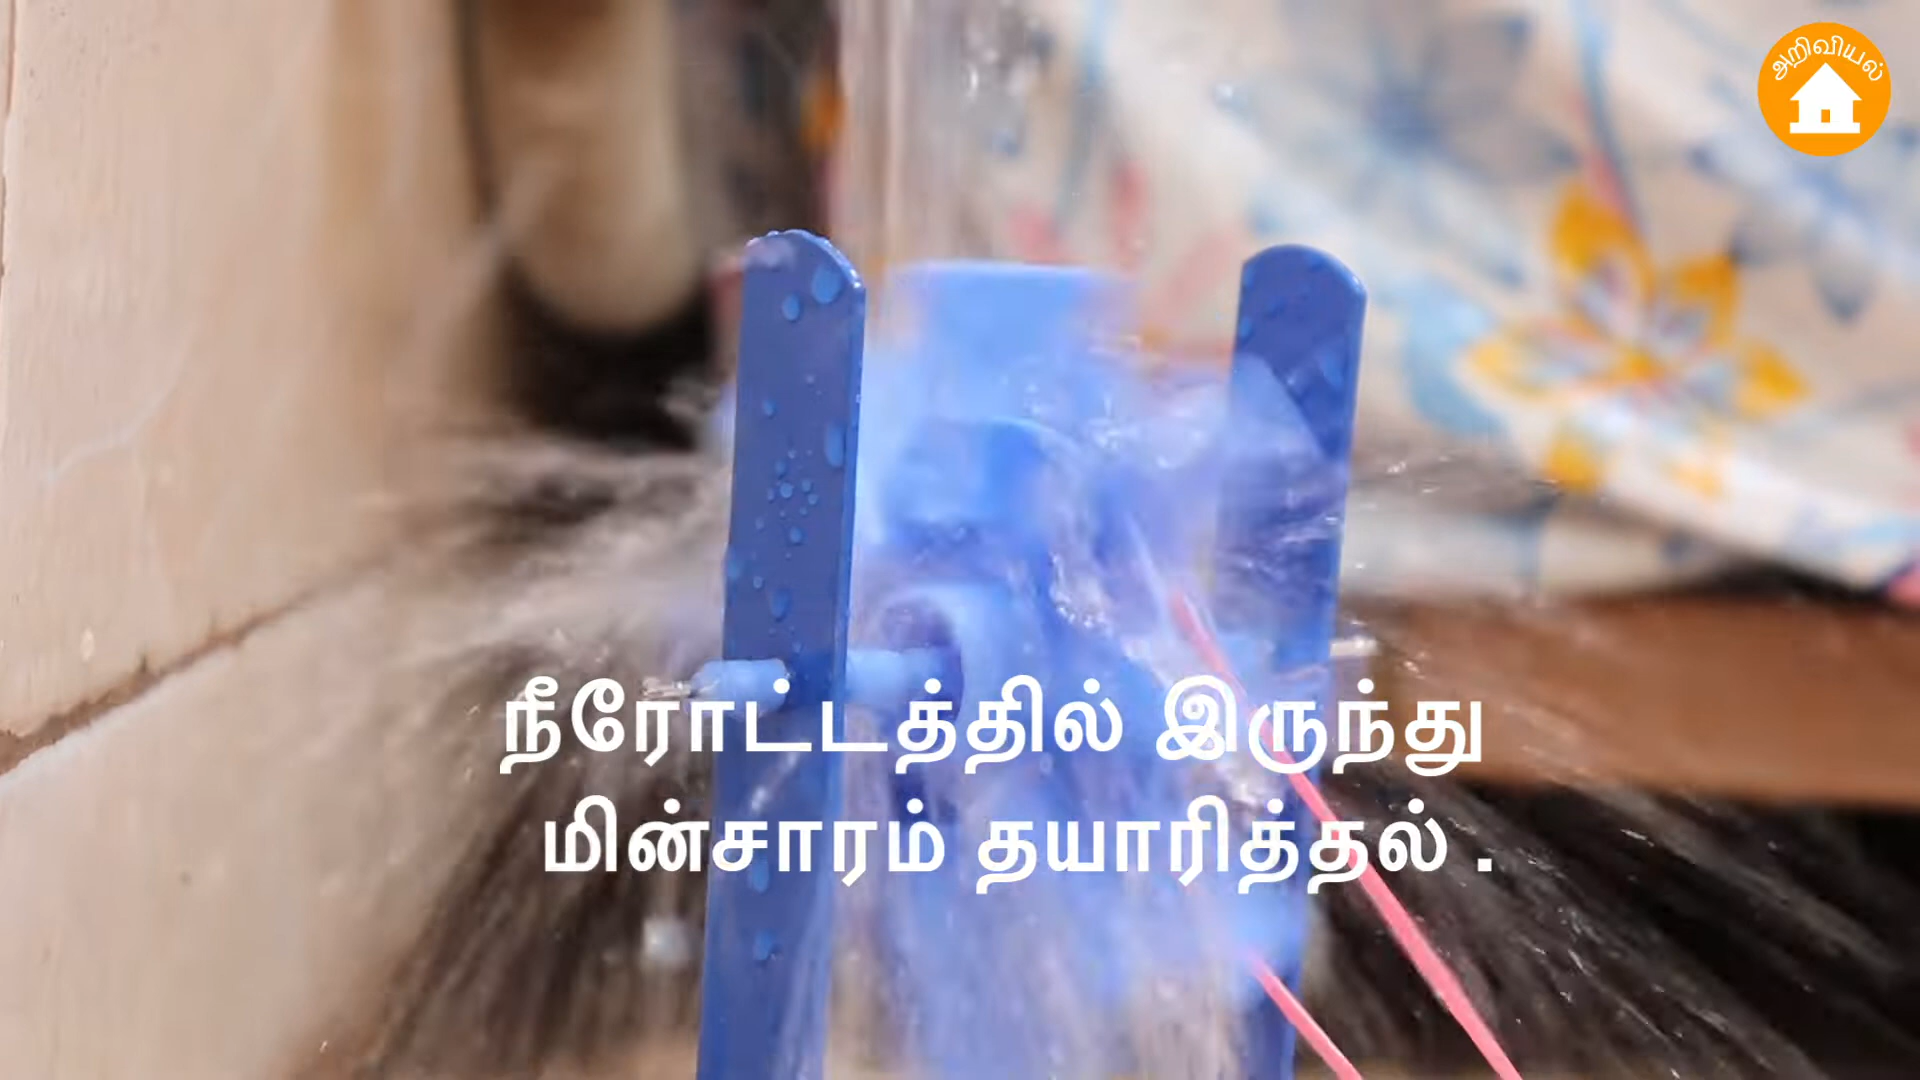 அறிவியல்
நீரோட்டத்தில் இருந்து
மின்சாரம் தயாரித்தல் .